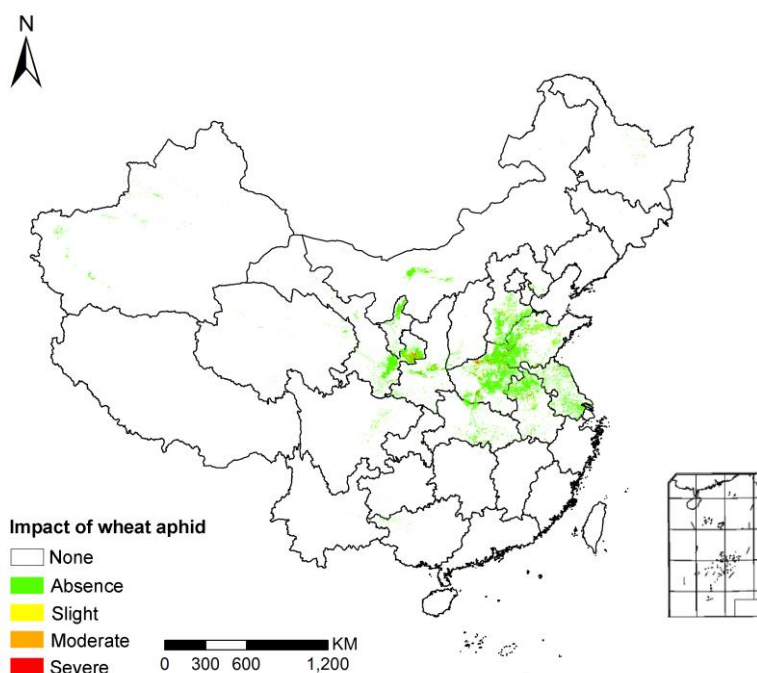 N
Impact of wheat aphid
None
Absence
Slight
Moderate
Severe
KM
0 300 600 1,200